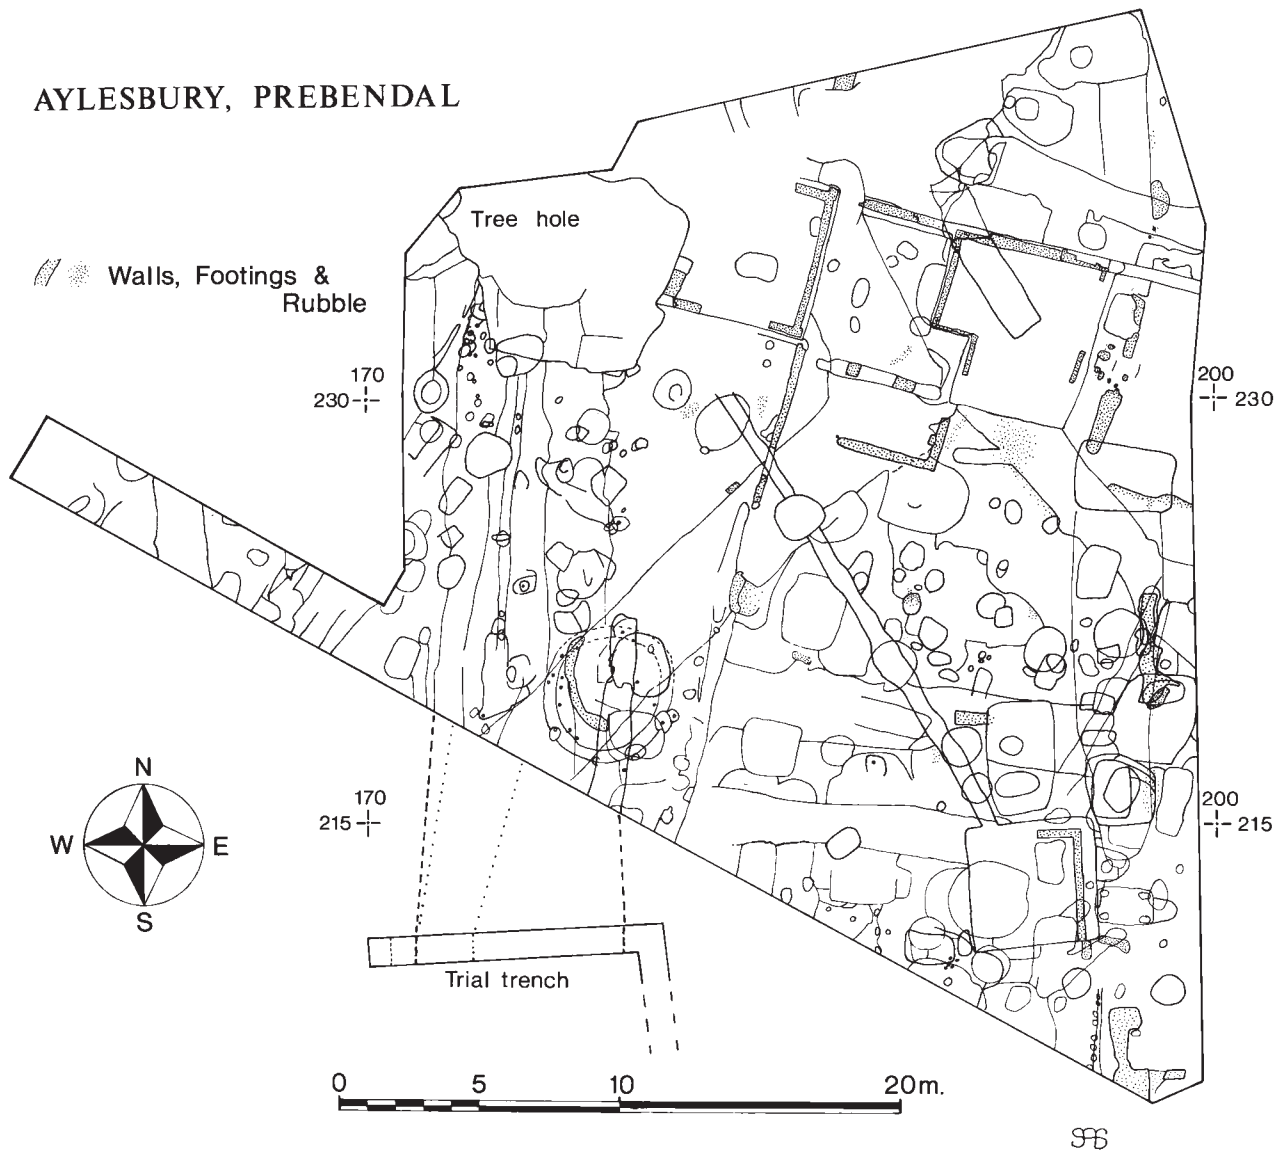 AYLESBURY, PREBENDAL
Tree hole
Walls, Footings &
Rubble
170
230
200
230
N
W E
S
170
215
200
215
Trial trench
0 5 10 20m.